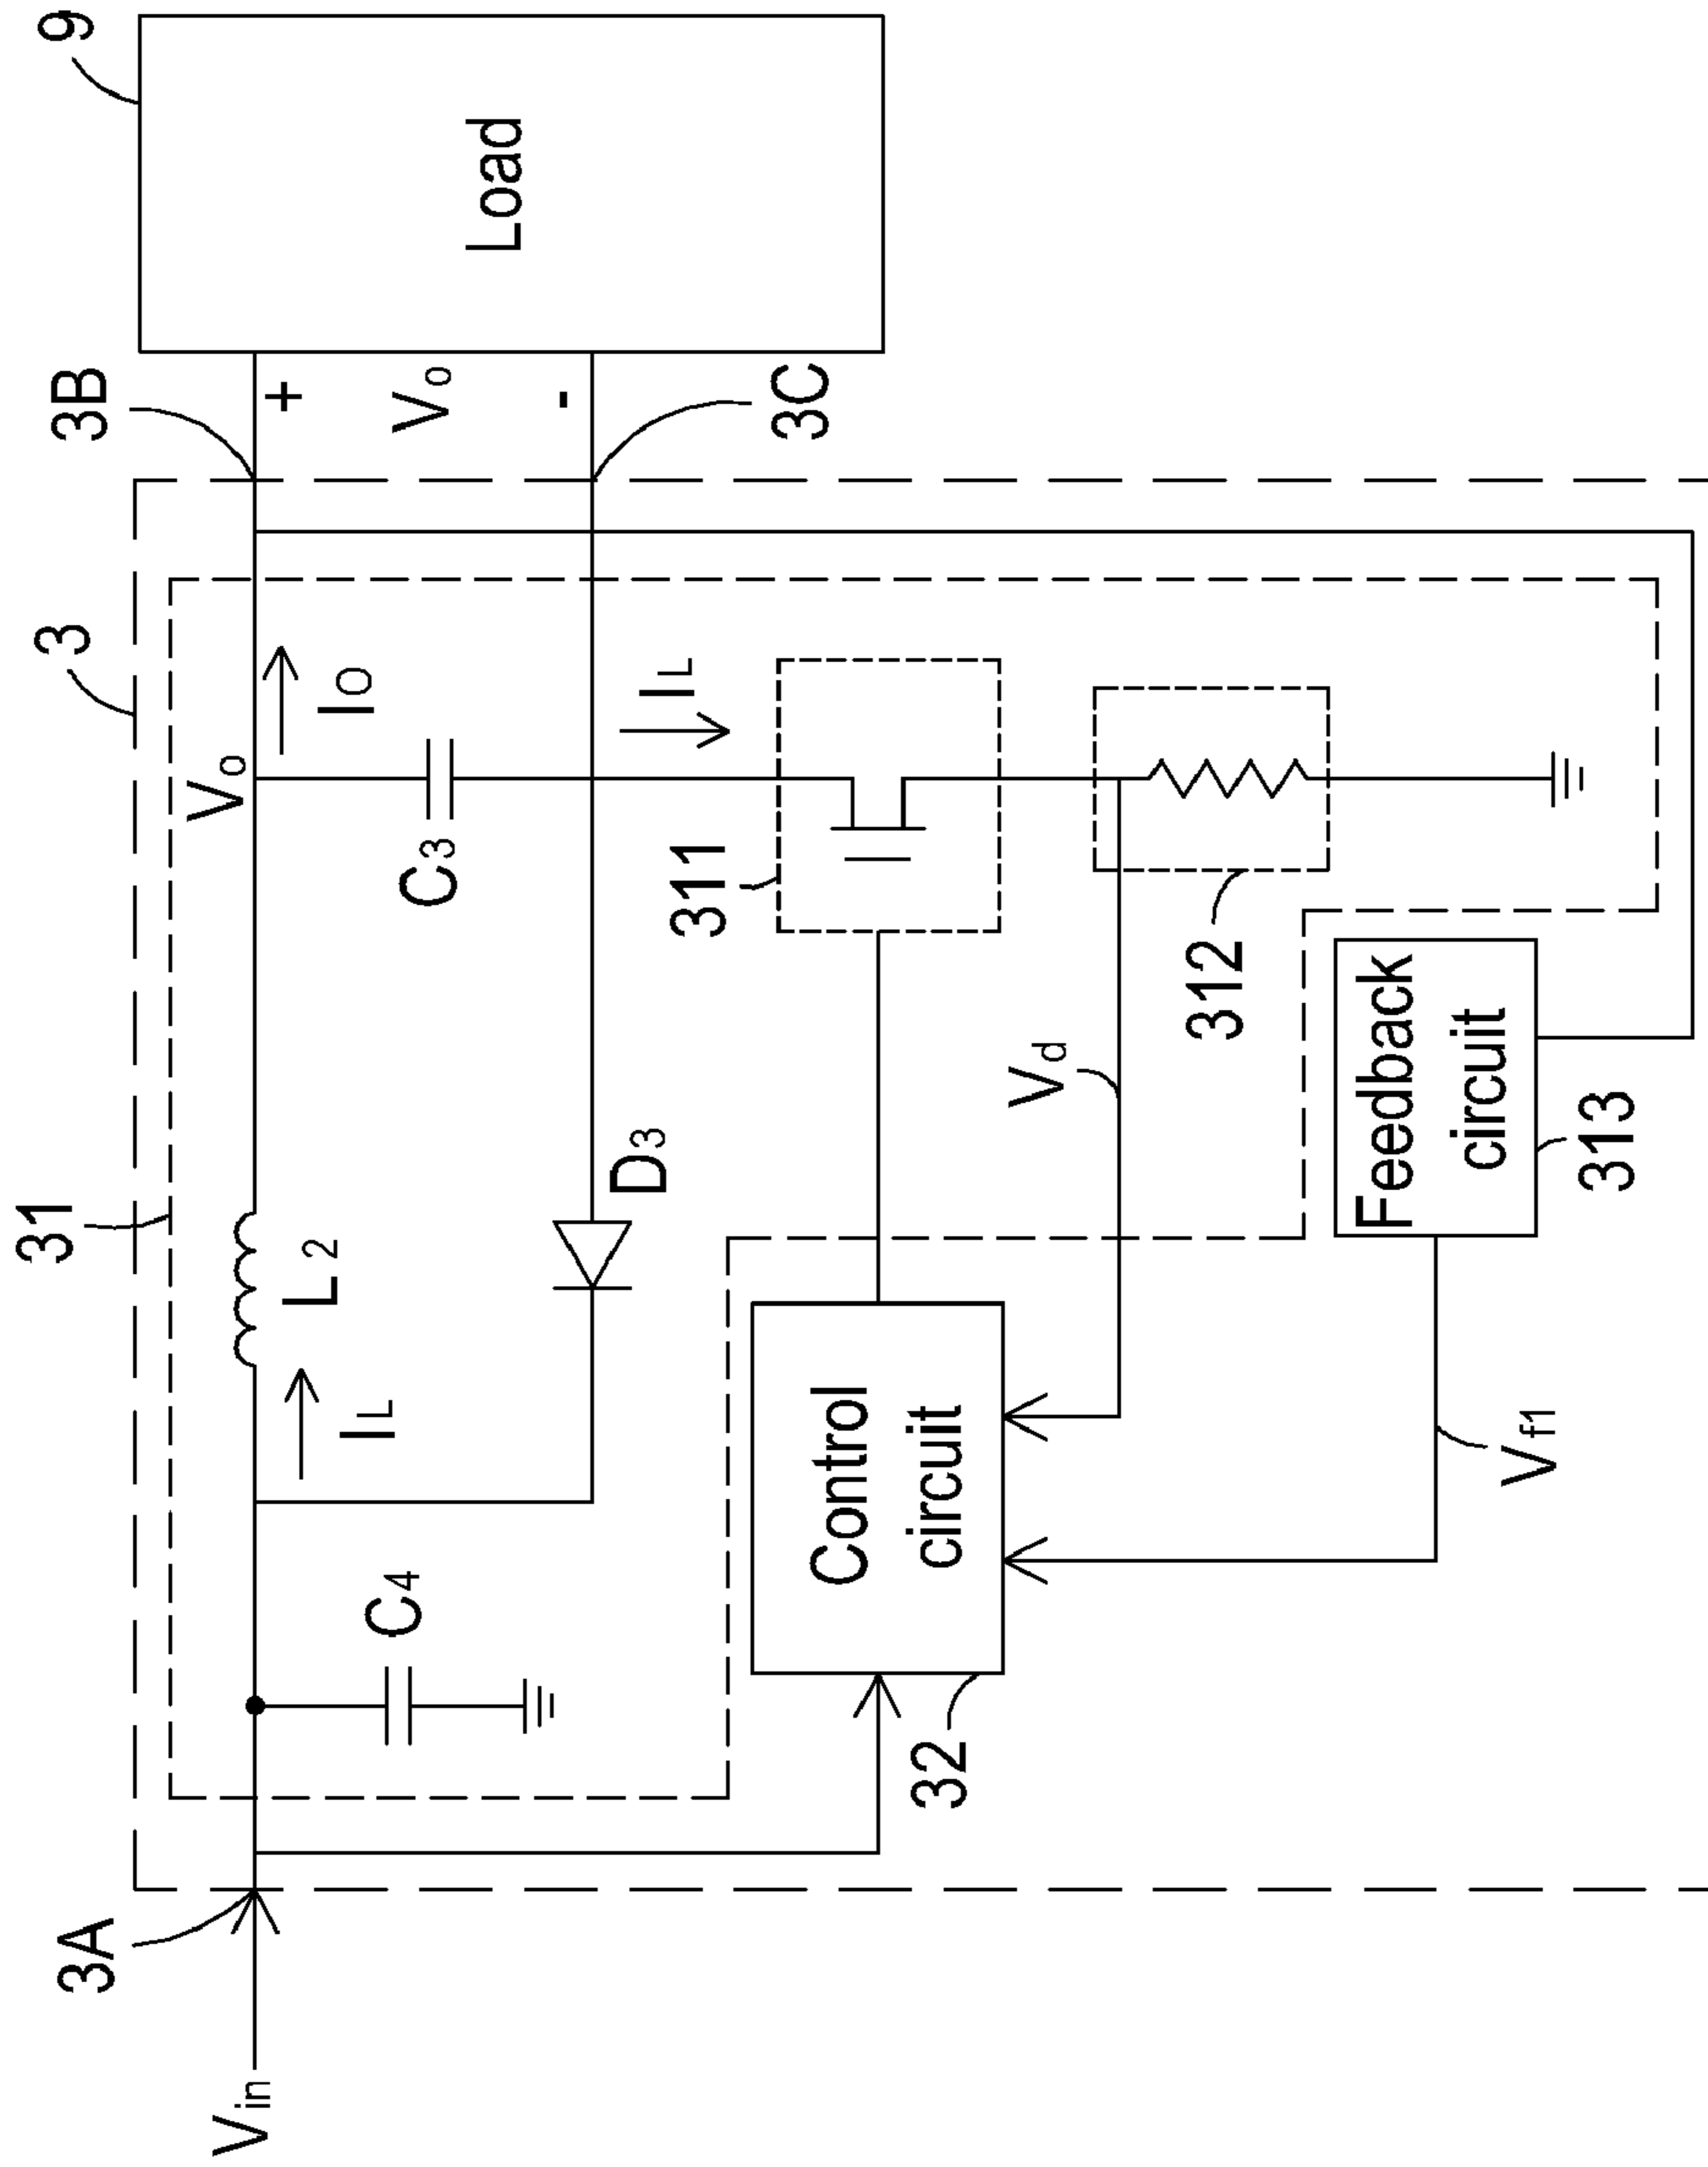 3
31
3A
3B
9
Vin
Vo
IO
+
Vo
-
Load
L2
IL
C4
C3
D3
3C
IL
311
Control
circuit
32
Vd
312
Feedback
circuit
313
Vf1